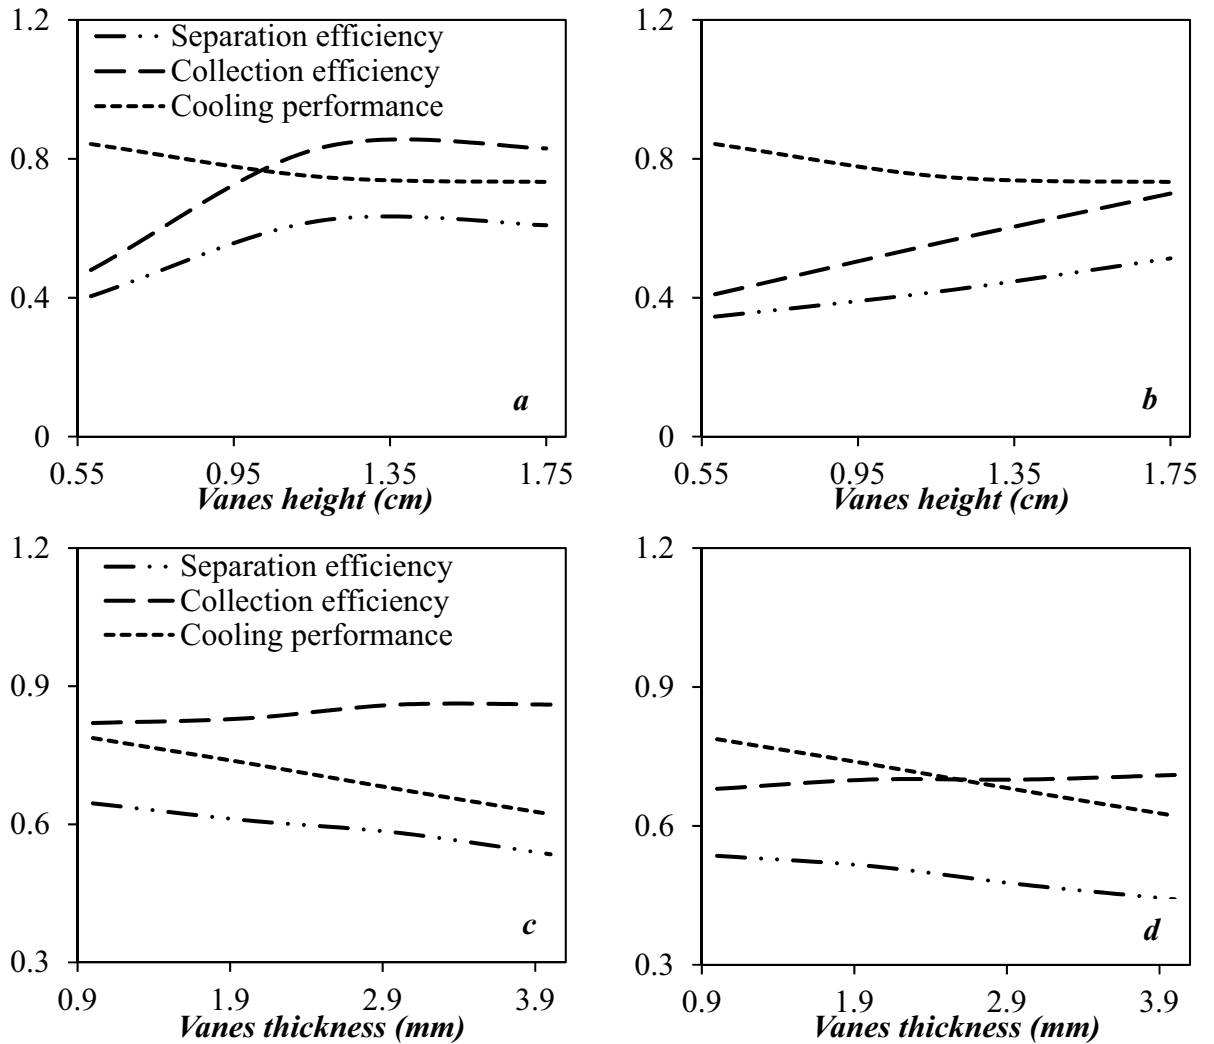 1.2
Separation efficiency
Collection efficiency
Cooling performance
0.8
0.4
a
0
0.55 0.95 1.35 1.75
Vanes height (cm)
1.2
0.8
0.4
b
0
0.55 0.95 1.35 1.75
Vanes height (cm)
1.2
Separation efficiency
Collection efficiency
Cooling performance
0.9
0.6
c
0.3
0.9 1.9 2.9 3.9
Vanes thickness (mm)
1.2
0.9
0.6
d
0.3
0.9 1.9 2.9 3.9
Vanes thickness (mm)